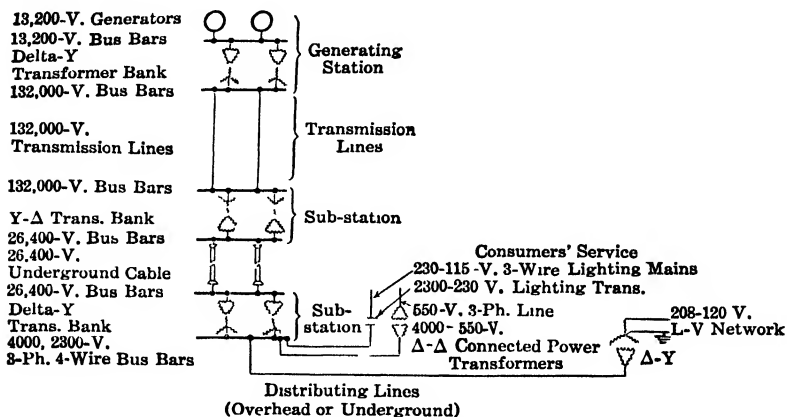 13,200-V. Generators
13,200-V. Bus Bars
Delta-Y
Transformer Bank
132,000-V. Bus Bars
Generating
Station
132,000-V.
Transmission Lines
Transmission
Lines
132,000-V. Bus Bars
Y-Δ Trans. Bank
26,400-V. Bus Bars
Sub-station
26,400-V.
Underground Cable
26,400-V. Bus Bars
Delta-Y
Trans. Bank
4000, 2300-V.
3-Ph. 4-Wire Bus Bars
Sub-
station
Consumers' Service
230-115-V. 3-Wire Lighting Mains
2300-230 V. Lighting Trans.
550-V. 3-Ph. Line
4000-550-V.
Δ-Δ Connected Power
Transformers
208-120 V.
L-V Network
Δ-Y
Distributing Lines
(Overhead or Underground)